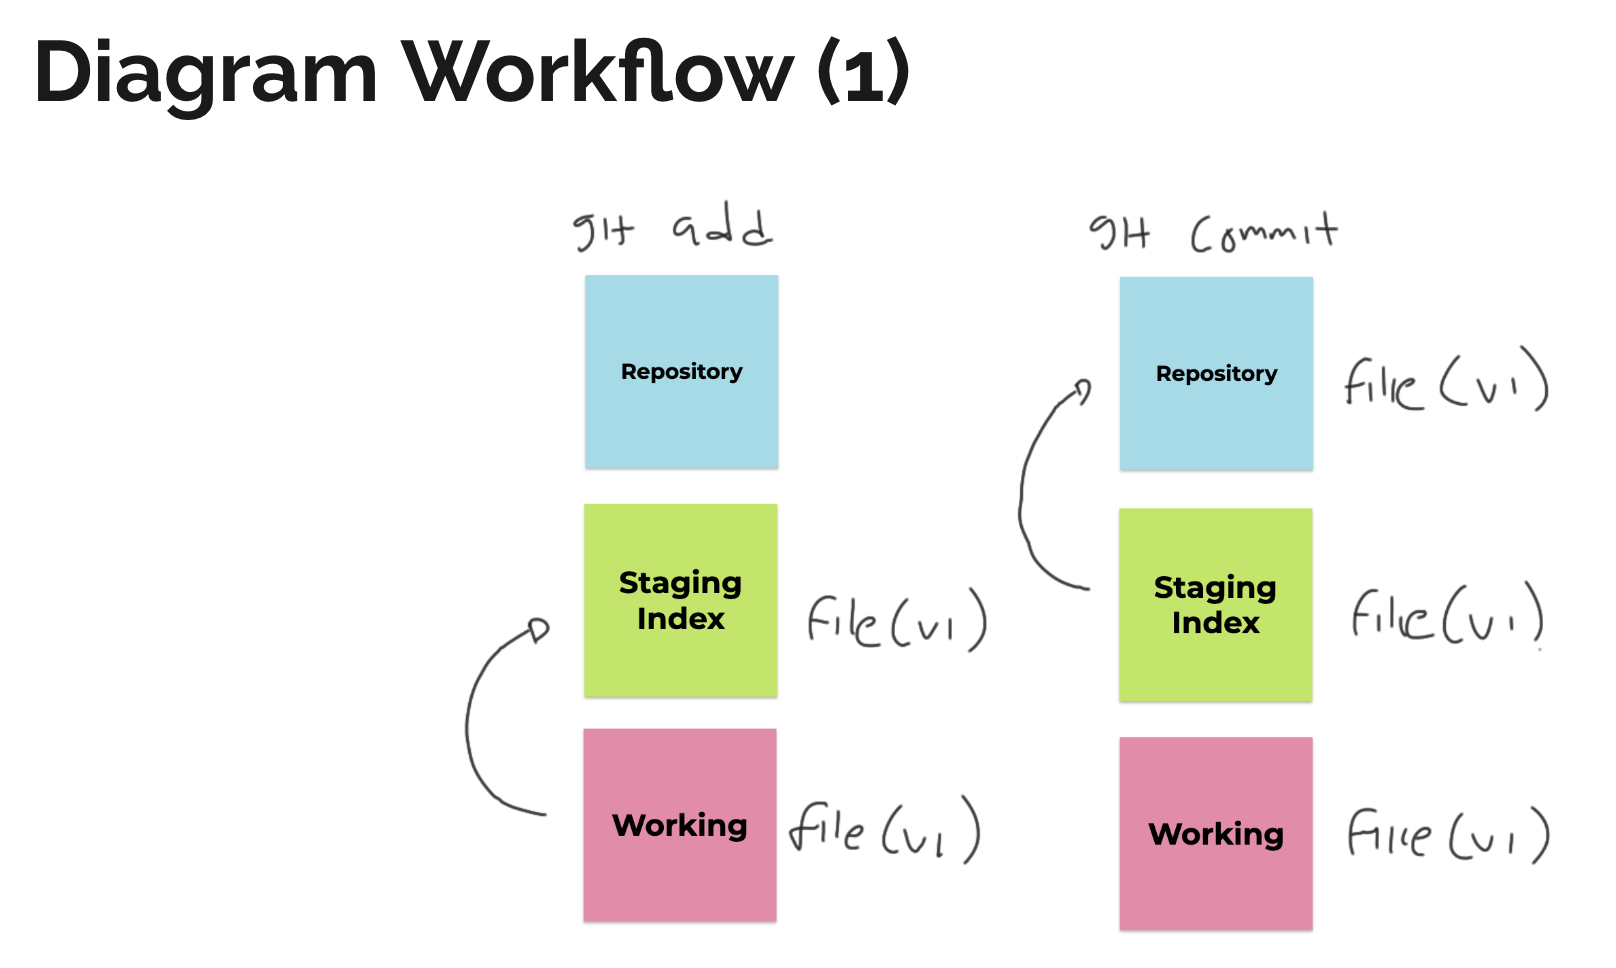 Diagram Workflow (1)
git add
Repository
Staging
Index
file (v1)
Working
file (v1)
git commit
Repository
file (v1)
Staging
Index
file (v1)
Working
file (v1)